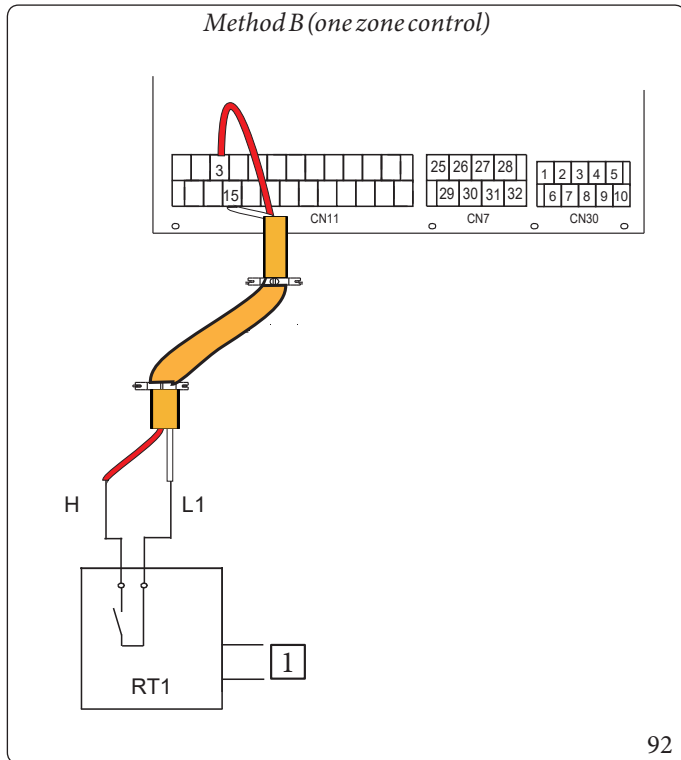 Method B (one zone control)
3
25 26 27 28
1 2 3 4 5
15
29 30 31 32
6 7 8 9 10
CN11
CN7
CN30
H
L1
1
RT1
92